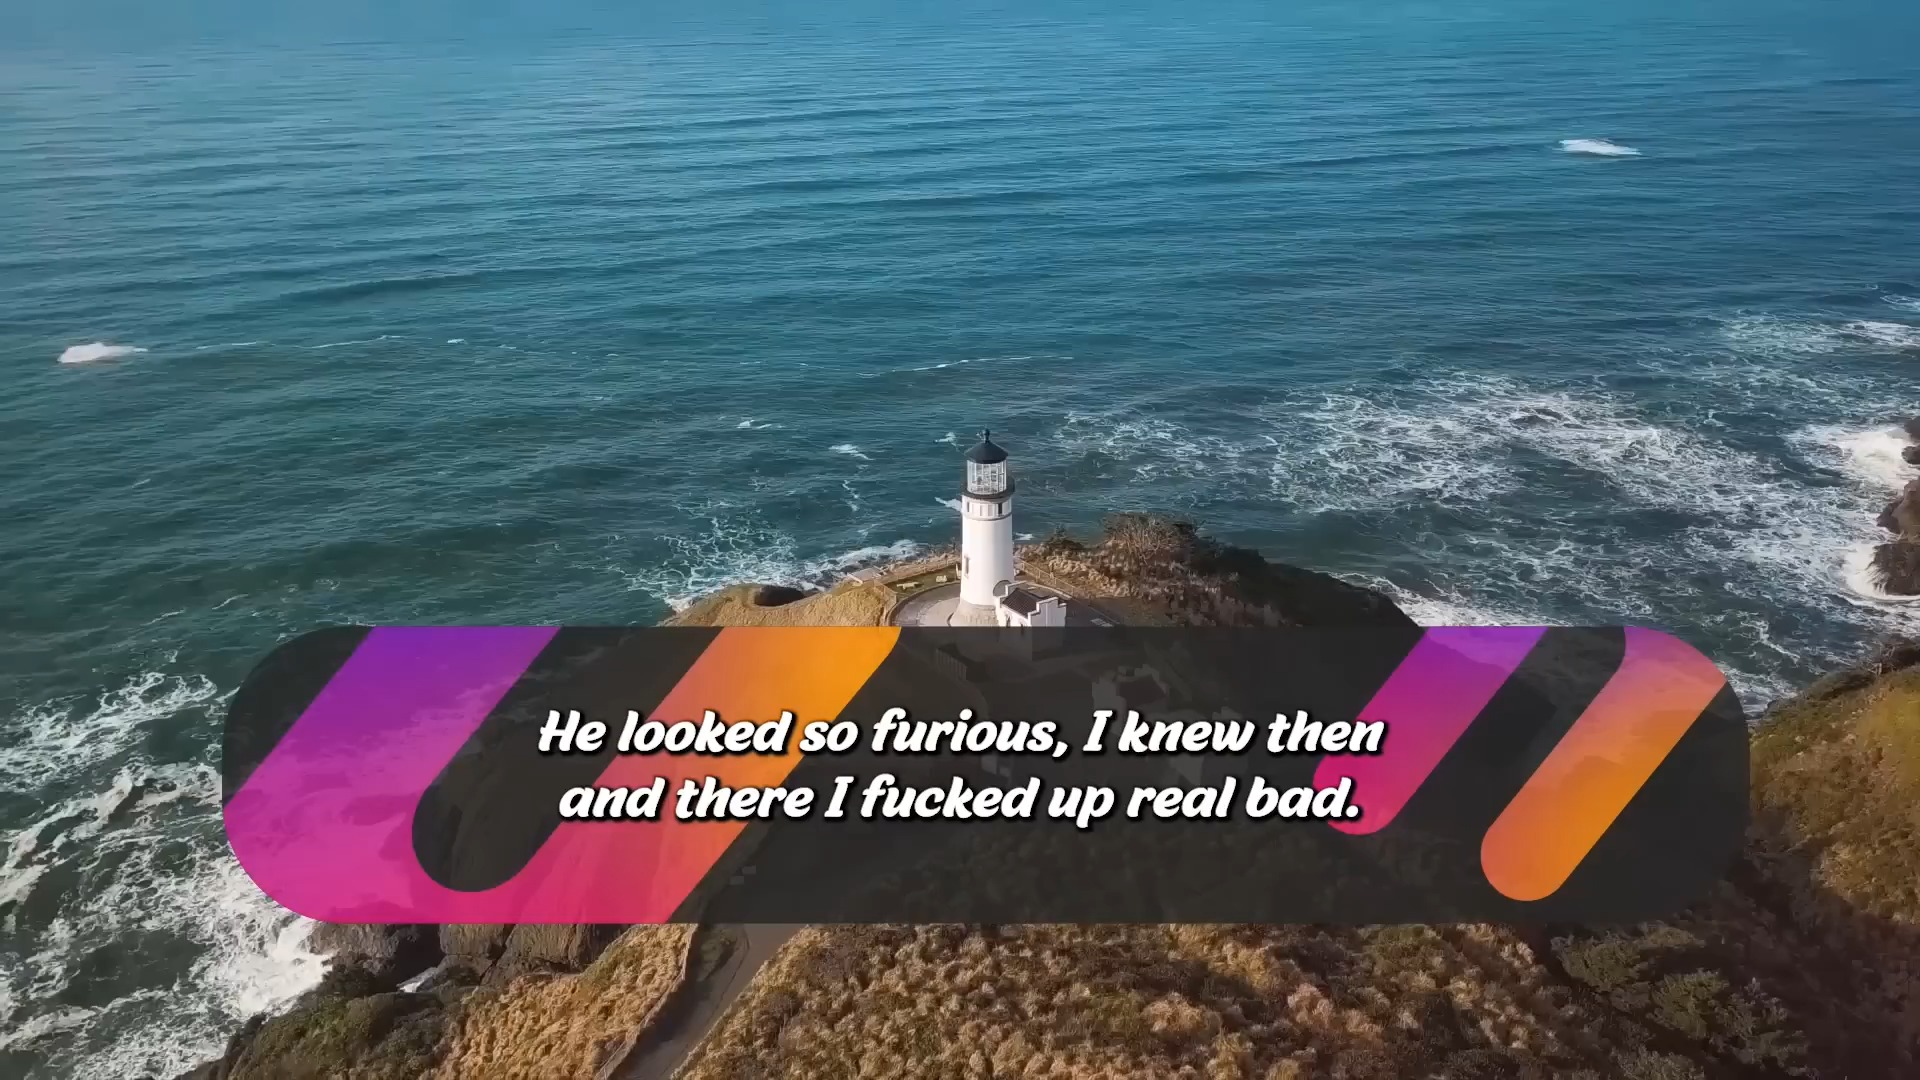 He looked so furious, I knew then
and there I fucked up real bad.